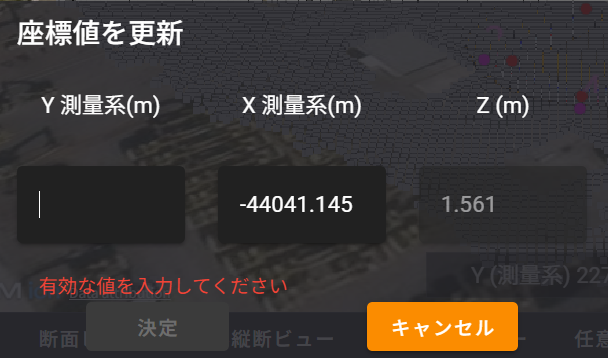 座標値を更新
Y 測量系(m)
X 測量系(m)
Z (m)
-44041.145
1.561
有効な値を入力してください
Y (測量系) 227
決定
キャンセル
断面
縦断ビュー
任意